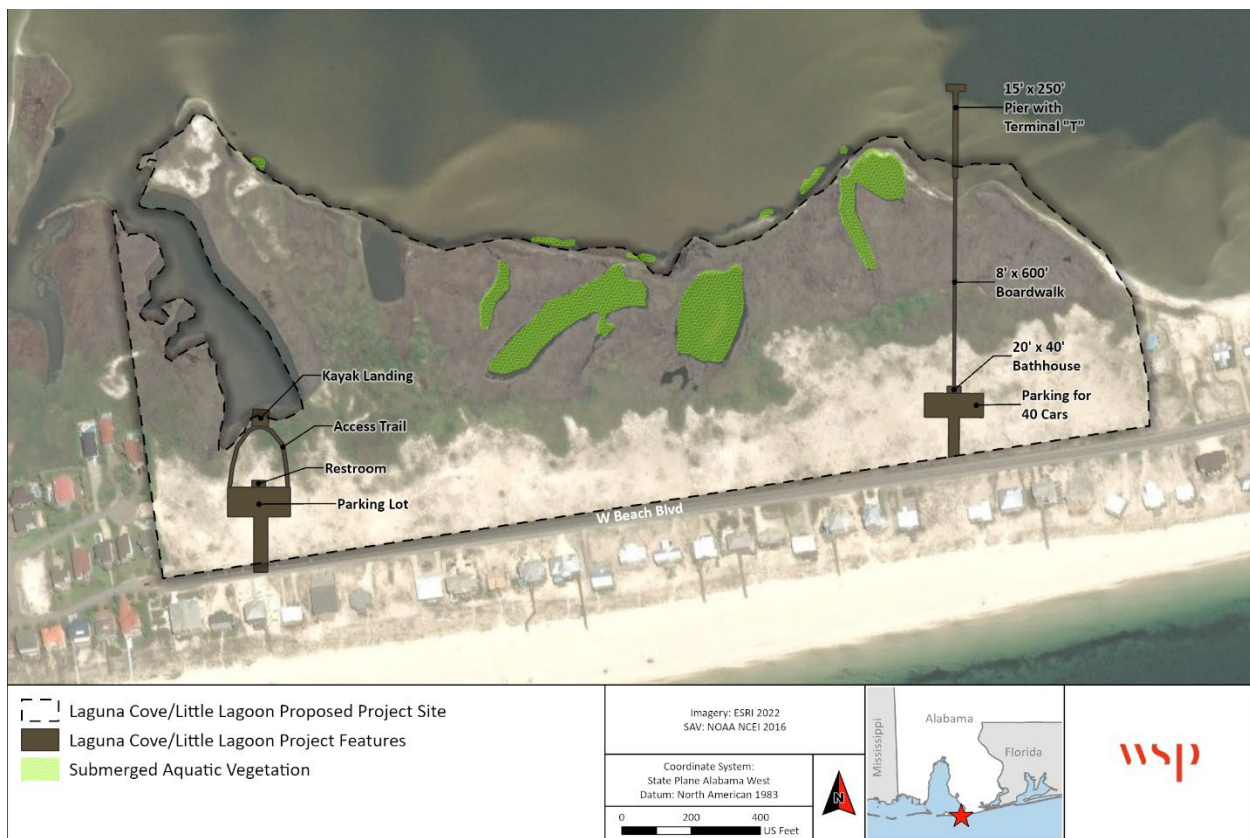 15' x 250'
Pier with
Terminal "T"
8' x 600'
Boardwalk
20' x 40'
Bathhouse
Parking for
40 Cars
Kayak Landing
Access Trail
Restroom
Parking Lot
W Beach Blvd
Laguna Cove/Little Lagoon Proposed Project Site
Laguna Cove/Little Lagoon Project Features
Submerged Aquatic Vegetation
Imagery: ESRI 2022
SAV: NOAA NCEI 2016
Coordinate System:
State Plane Alabama West
Datum: North American 1983
0 200 400
US Feet
N
Mississippi
Alabama
Florida
wsp